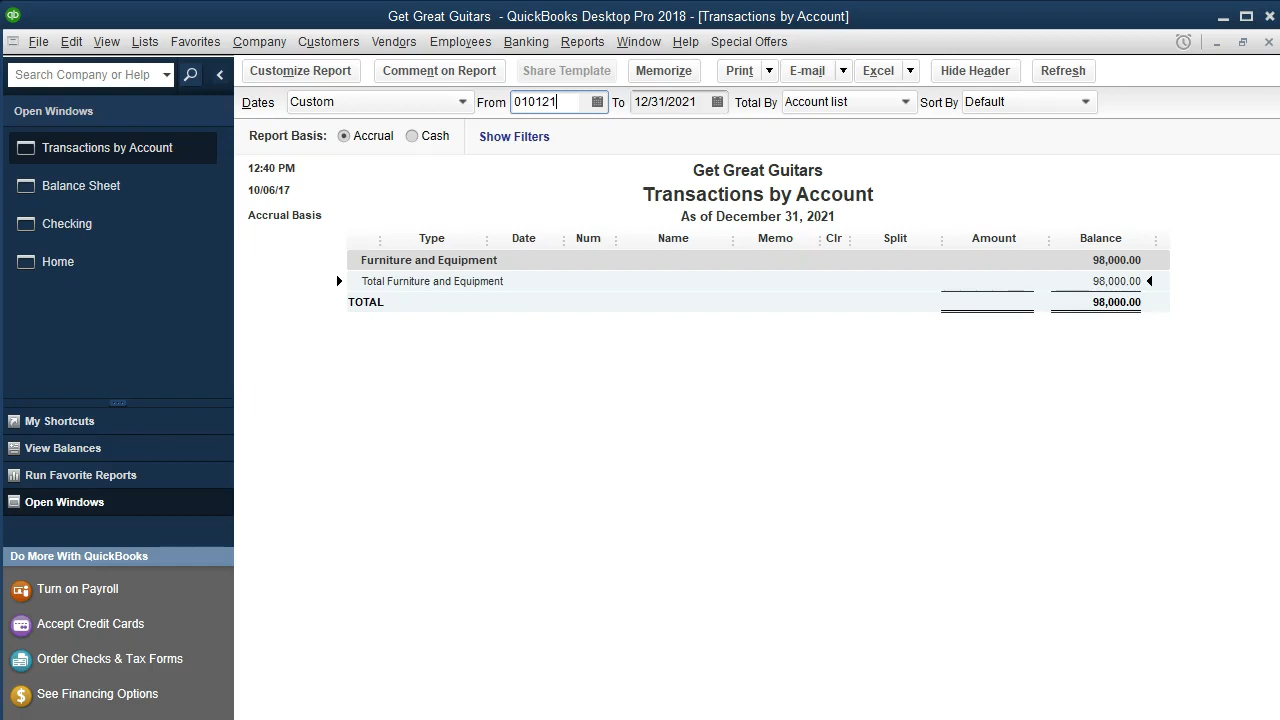 Get Great Guitars - QuickBooks Desktop Pro 2018 - [Transactions by Account]
File Edit View Lists Favorites Company Customers Vendors Employees Banking Reports Window Help Special Offers
Search Company or Help
Customize Report Comment on Report Share Template Memorize Print E-mail Excel Hide Header Refresh
Dates Custom From 010121 To 12/31/2021 Total By Account list Sort By Default
Open Windows
Report Basis: Accrual Cash Show Filters
Transactions by Account
Balance Sheet
Checking
Home
12:40 PM
10/06/17
Accrual Basis
Get Great Guitars
Transactions by Account
As of December 31, 2021
Type Date Num Name Memo Clr Split Amount Balance
Furniture and Equipment 98,000.00
Total Furniture and Equipment 98,000.00
TOTAL 98,000.00
My Shortcuts
View Balances
Run Favorite Reports
Open Windows
Do More With QuickBooks
Turn on Payroll
Accept Credit Cards
Order Checks & Tax Forms
See Financing Options